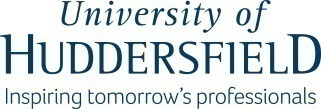 University of
HUDDERSFIELD
Inspiring tomorrow's professionals